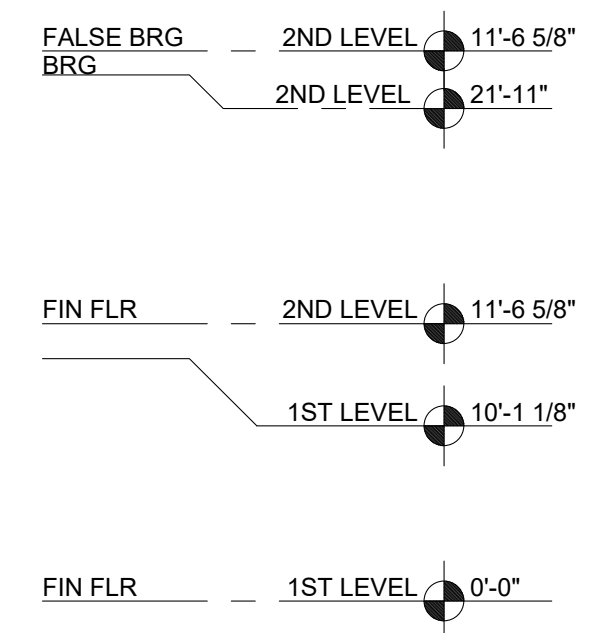 FALSE BRG 2ND LEVEL 11'-6 5/8"
BRG 2ND LEVEL 21'-11"
FIN FLR 2ND LEVEL 11'-6 5/8"
1ST LEVEL 10'-1 1/8"
FIN FLR 1ST LEVEL 0'-0"